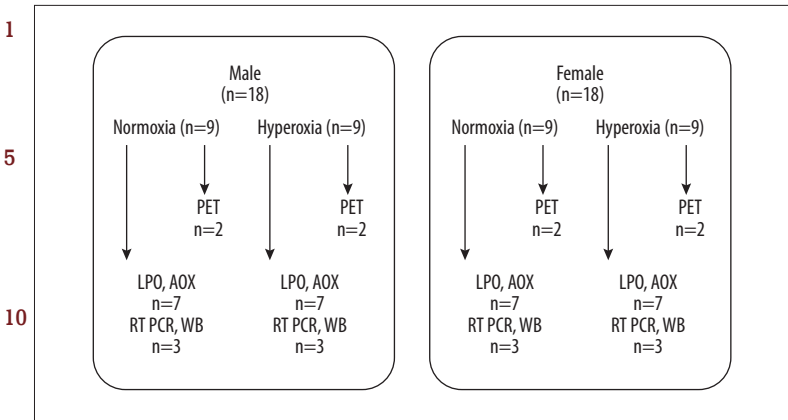 1
Male
(n=18)
Normoxia (n=9) Hyperoxia (n=9)
5
PET
n=2
PET
n=2
LPO, AOX
n=7
RT PCR, WB
n=3
LPO, AOX
n=7
RT PCR, WB
n=3
10
Female
(n=18)
Normoxia (n=9) Hyperoxia (n=9)
PET
n=2
PET
n=2
LPO, AOX
n=7
RT PCR, WB
n=3
LPO, AOX
n=7
RT PCR, WB
n=3